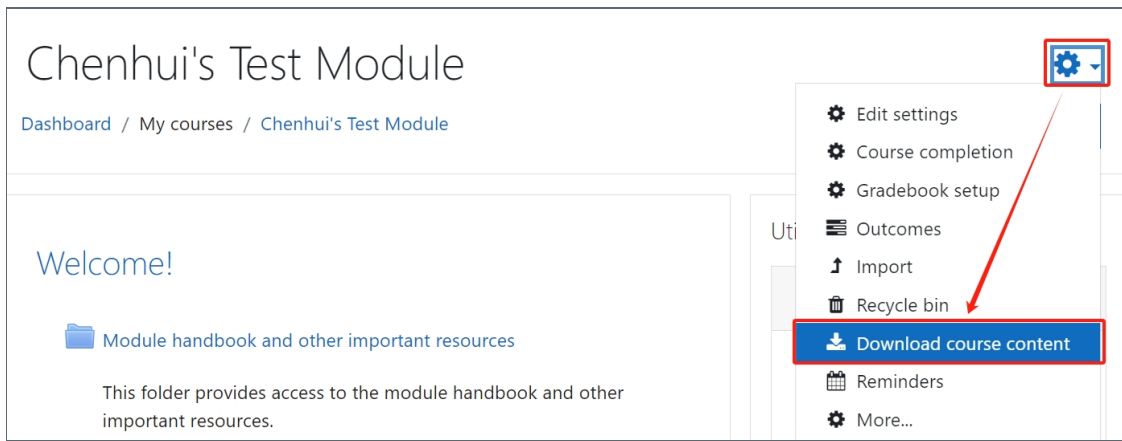 Chenhui's Test Module
Dashboard / My courses / Chenhui's Test Module
Edit settings
Course completion
Gradebook setup
Outcomes
Import
Recycle bin
Download course content
Reminders
More...
Welcome!
Module handbook and other important resources
This folder provides access to the module handbook and other
important resources.